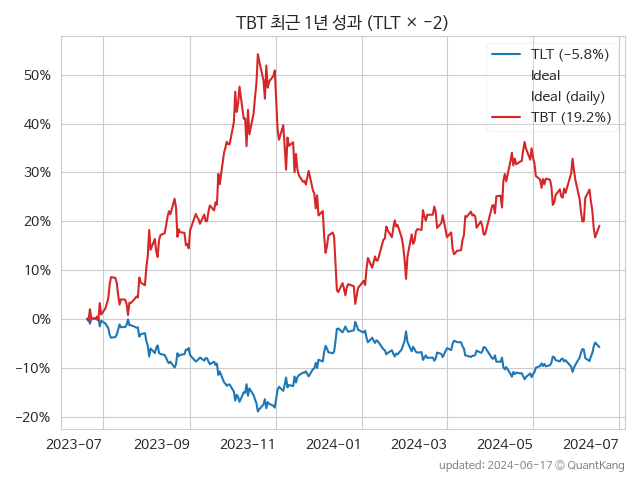 TBT 최근 1년 성과 (TLT × −2)
TLT (−5.8%)
Ideal
Ideal (daily)
TBT (19.2%)
50%
40%
30%
20%
10%
0%
−10%
−20%
2023−07
2023−09
2023−11
2024−01
2024−03
2024−05
2024−07
updated: 2024-06-17 © QuantKang